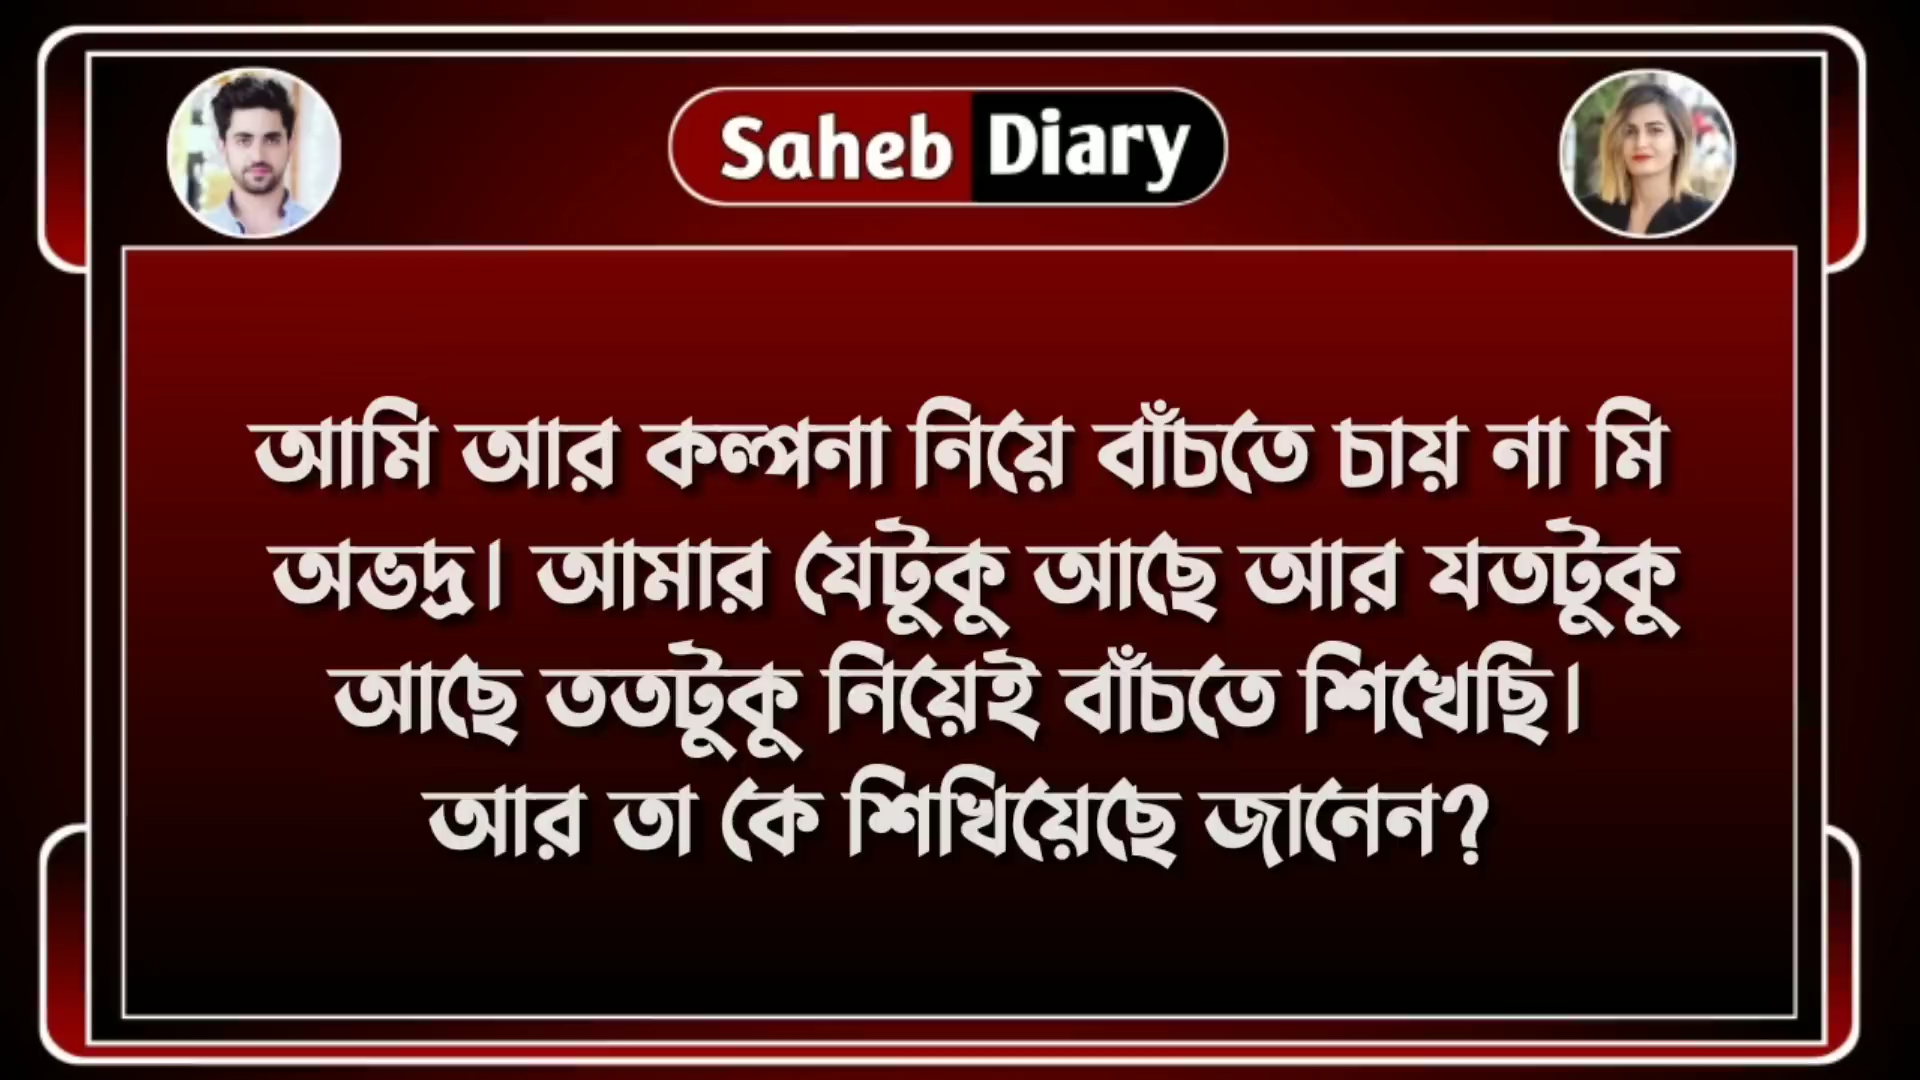 Saheb Diary
আমি আর কল্পনা নিয়ে বাঁচতে চায় না মি
অভদ্র। আমার যেটুকু আছে আর যতটুকু
আছে ততটুকু নিয়েই বাঁচতে শিখেছি।
আর তা কে শিখিয়েছে জানেন?